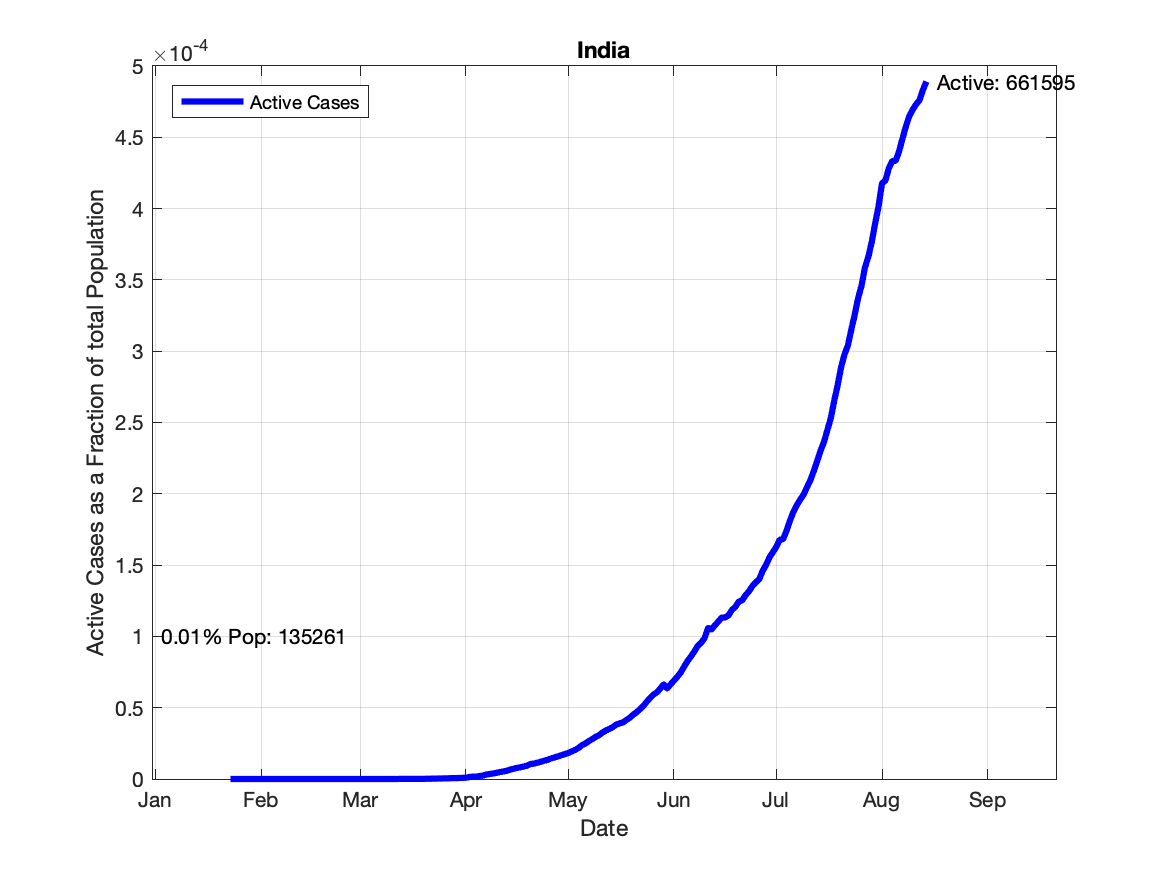 India
×10-4
Active Cases
Active: 661595
5
4.5
4
3.5
3
2.5
2
1.5
1
0.5
0
0.01% Pop: 135261
Active Cases as a Fraction of total Population
Jan Feb Mar Apr May Jun Jul Aug Sep
Date